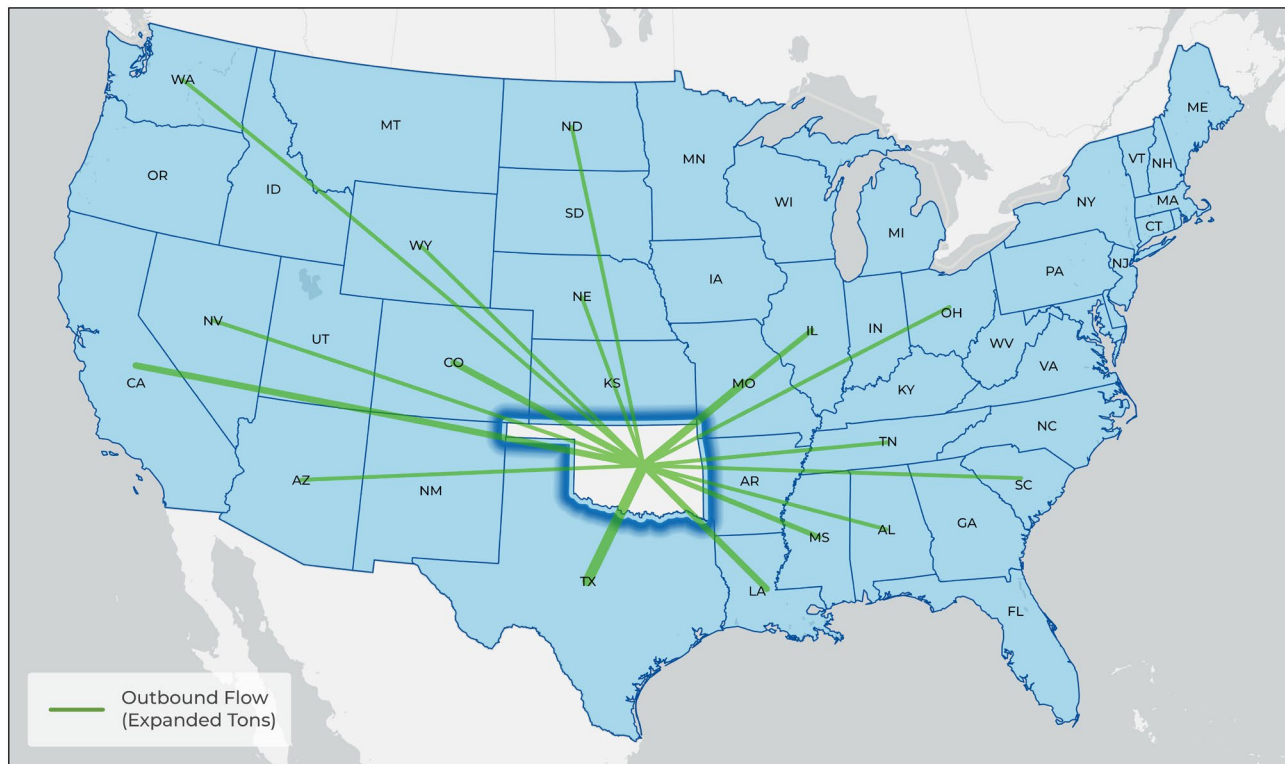 WA
MT
ND
MN
OR
ID
SD
WI
MI
ME
VT
NH
NY
MA
CT
WY
NE
IA
PA
NJ
NV
UT
CO
KS
MO
IL
IN
OH
WV
VA
CA
KY
NC
AZ
NM
AR
TN
SC
MS
AL
GA
TX
LA
FL
Outbound Flow
(Expanded Tons)